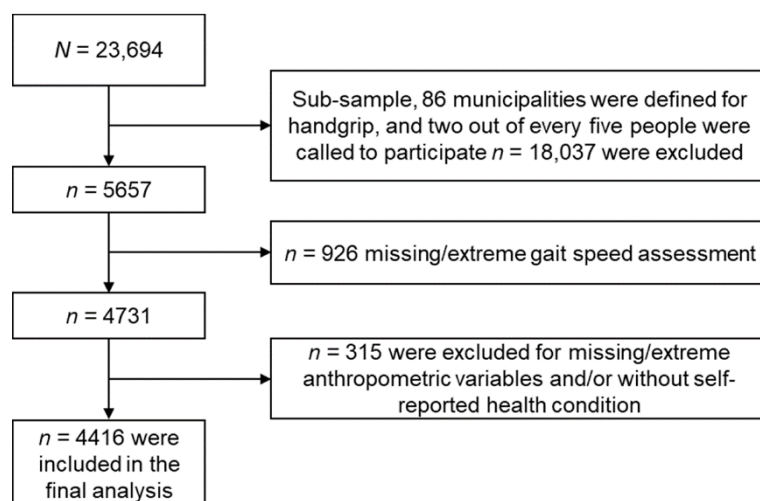 N = 23,694
Sub-sample, 86 municipalities were defined for
handgrip, and two out of every five people were
called to participate n = 18,037 were excluded
n = 5657
n = 926 missing/extreme gait speed assessment
n = 4731
n = 315 were excluded for missing/extreme
anthropometric variables and/or without self-
reported health condition
n = 4416 were
included in the
final analysis